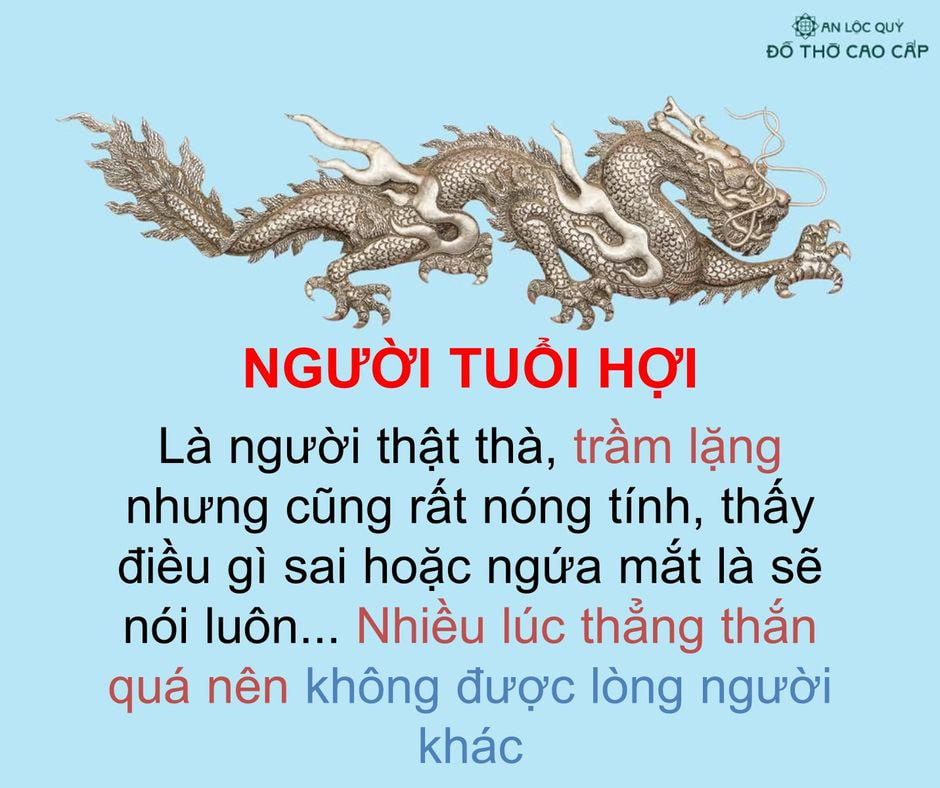 AN LỘC QUÝ
ĐỒ THỜ CAO CẤP
NGƯỜI TUỔI HỢI
Là người thật thà, trầm lặng
nhưng cũng rất nóng tính, thấy
điều gì sai hoặc ngứa mắt là sẽ
nói luôn... Nhiều lúc thẳng thắn
quá nên không được lòng người
khác